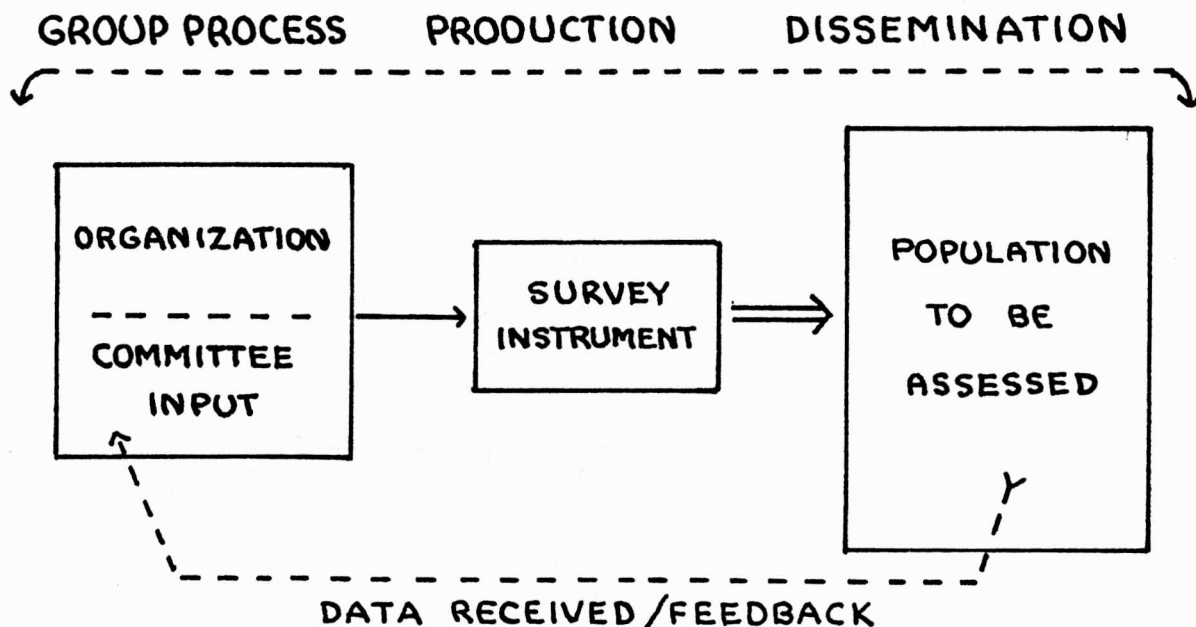 GROUP PROCESS PRODUCTION DISSEMINATION
ORGANIZATION
COMMITTEE
INPUT
SURVEY
INSTRUMENT
POPULATION
TO BE
ASSESSED
DATA RECEIVED/FEEDBACK